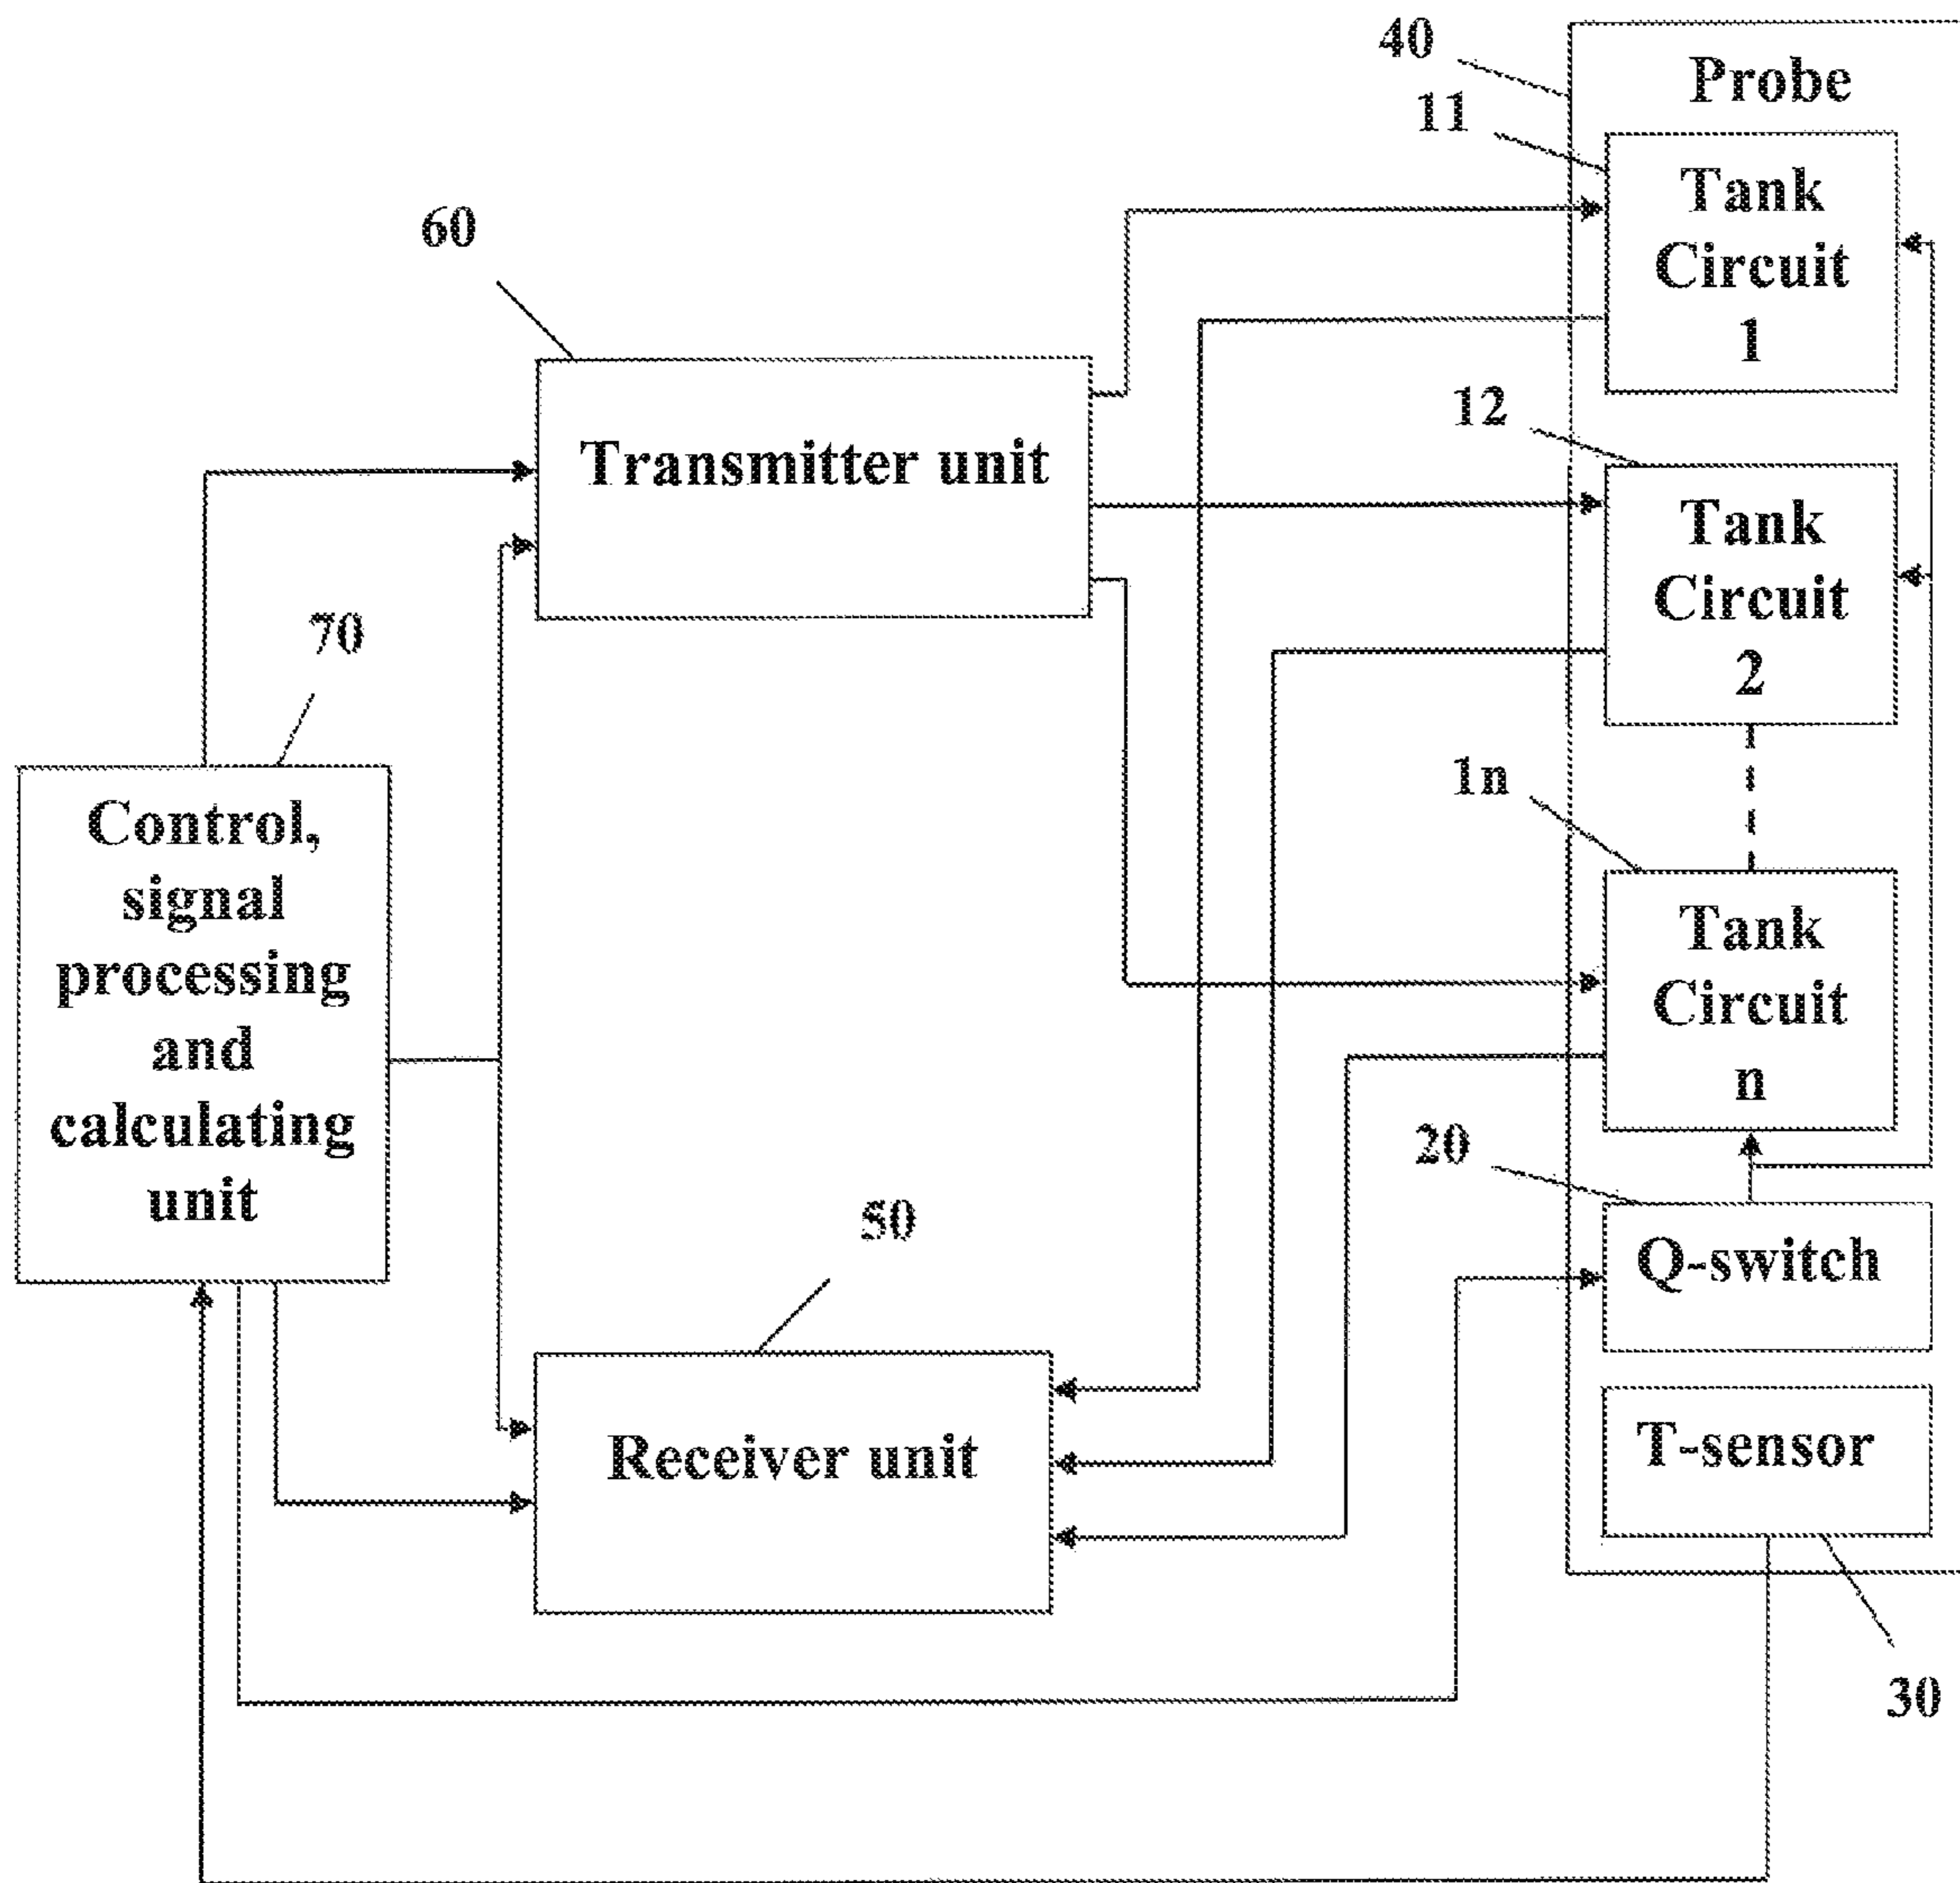 40
Probe
11
Tank
Circuit
1
60
Transmitter unit
12
Tank
Circuit
2
70
Control,
signal
processing
and
calculating
unit
1n
Tank
Circuit
n
20
Q-switch
50
Receiver unit
T-sensor
30